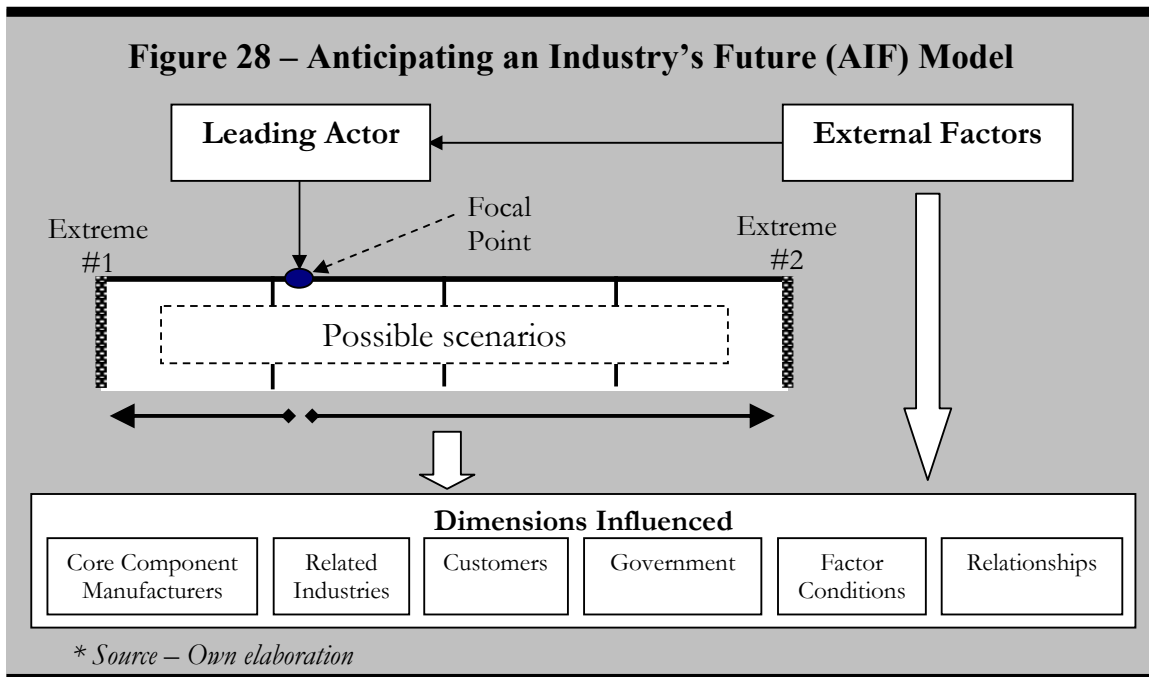 Figure 28 – Anticipating an Industry's Future (AIF) Model
Leading Actor
External Factors
Focal
Point
Extreme
#1
Extreme
#2
Possible scenarios
Dimensions Influenced
Core Component
Manufacturers
Related
Industries
Customers
Government
Factor
Conditions
Relationships
* Source – Own elaboration